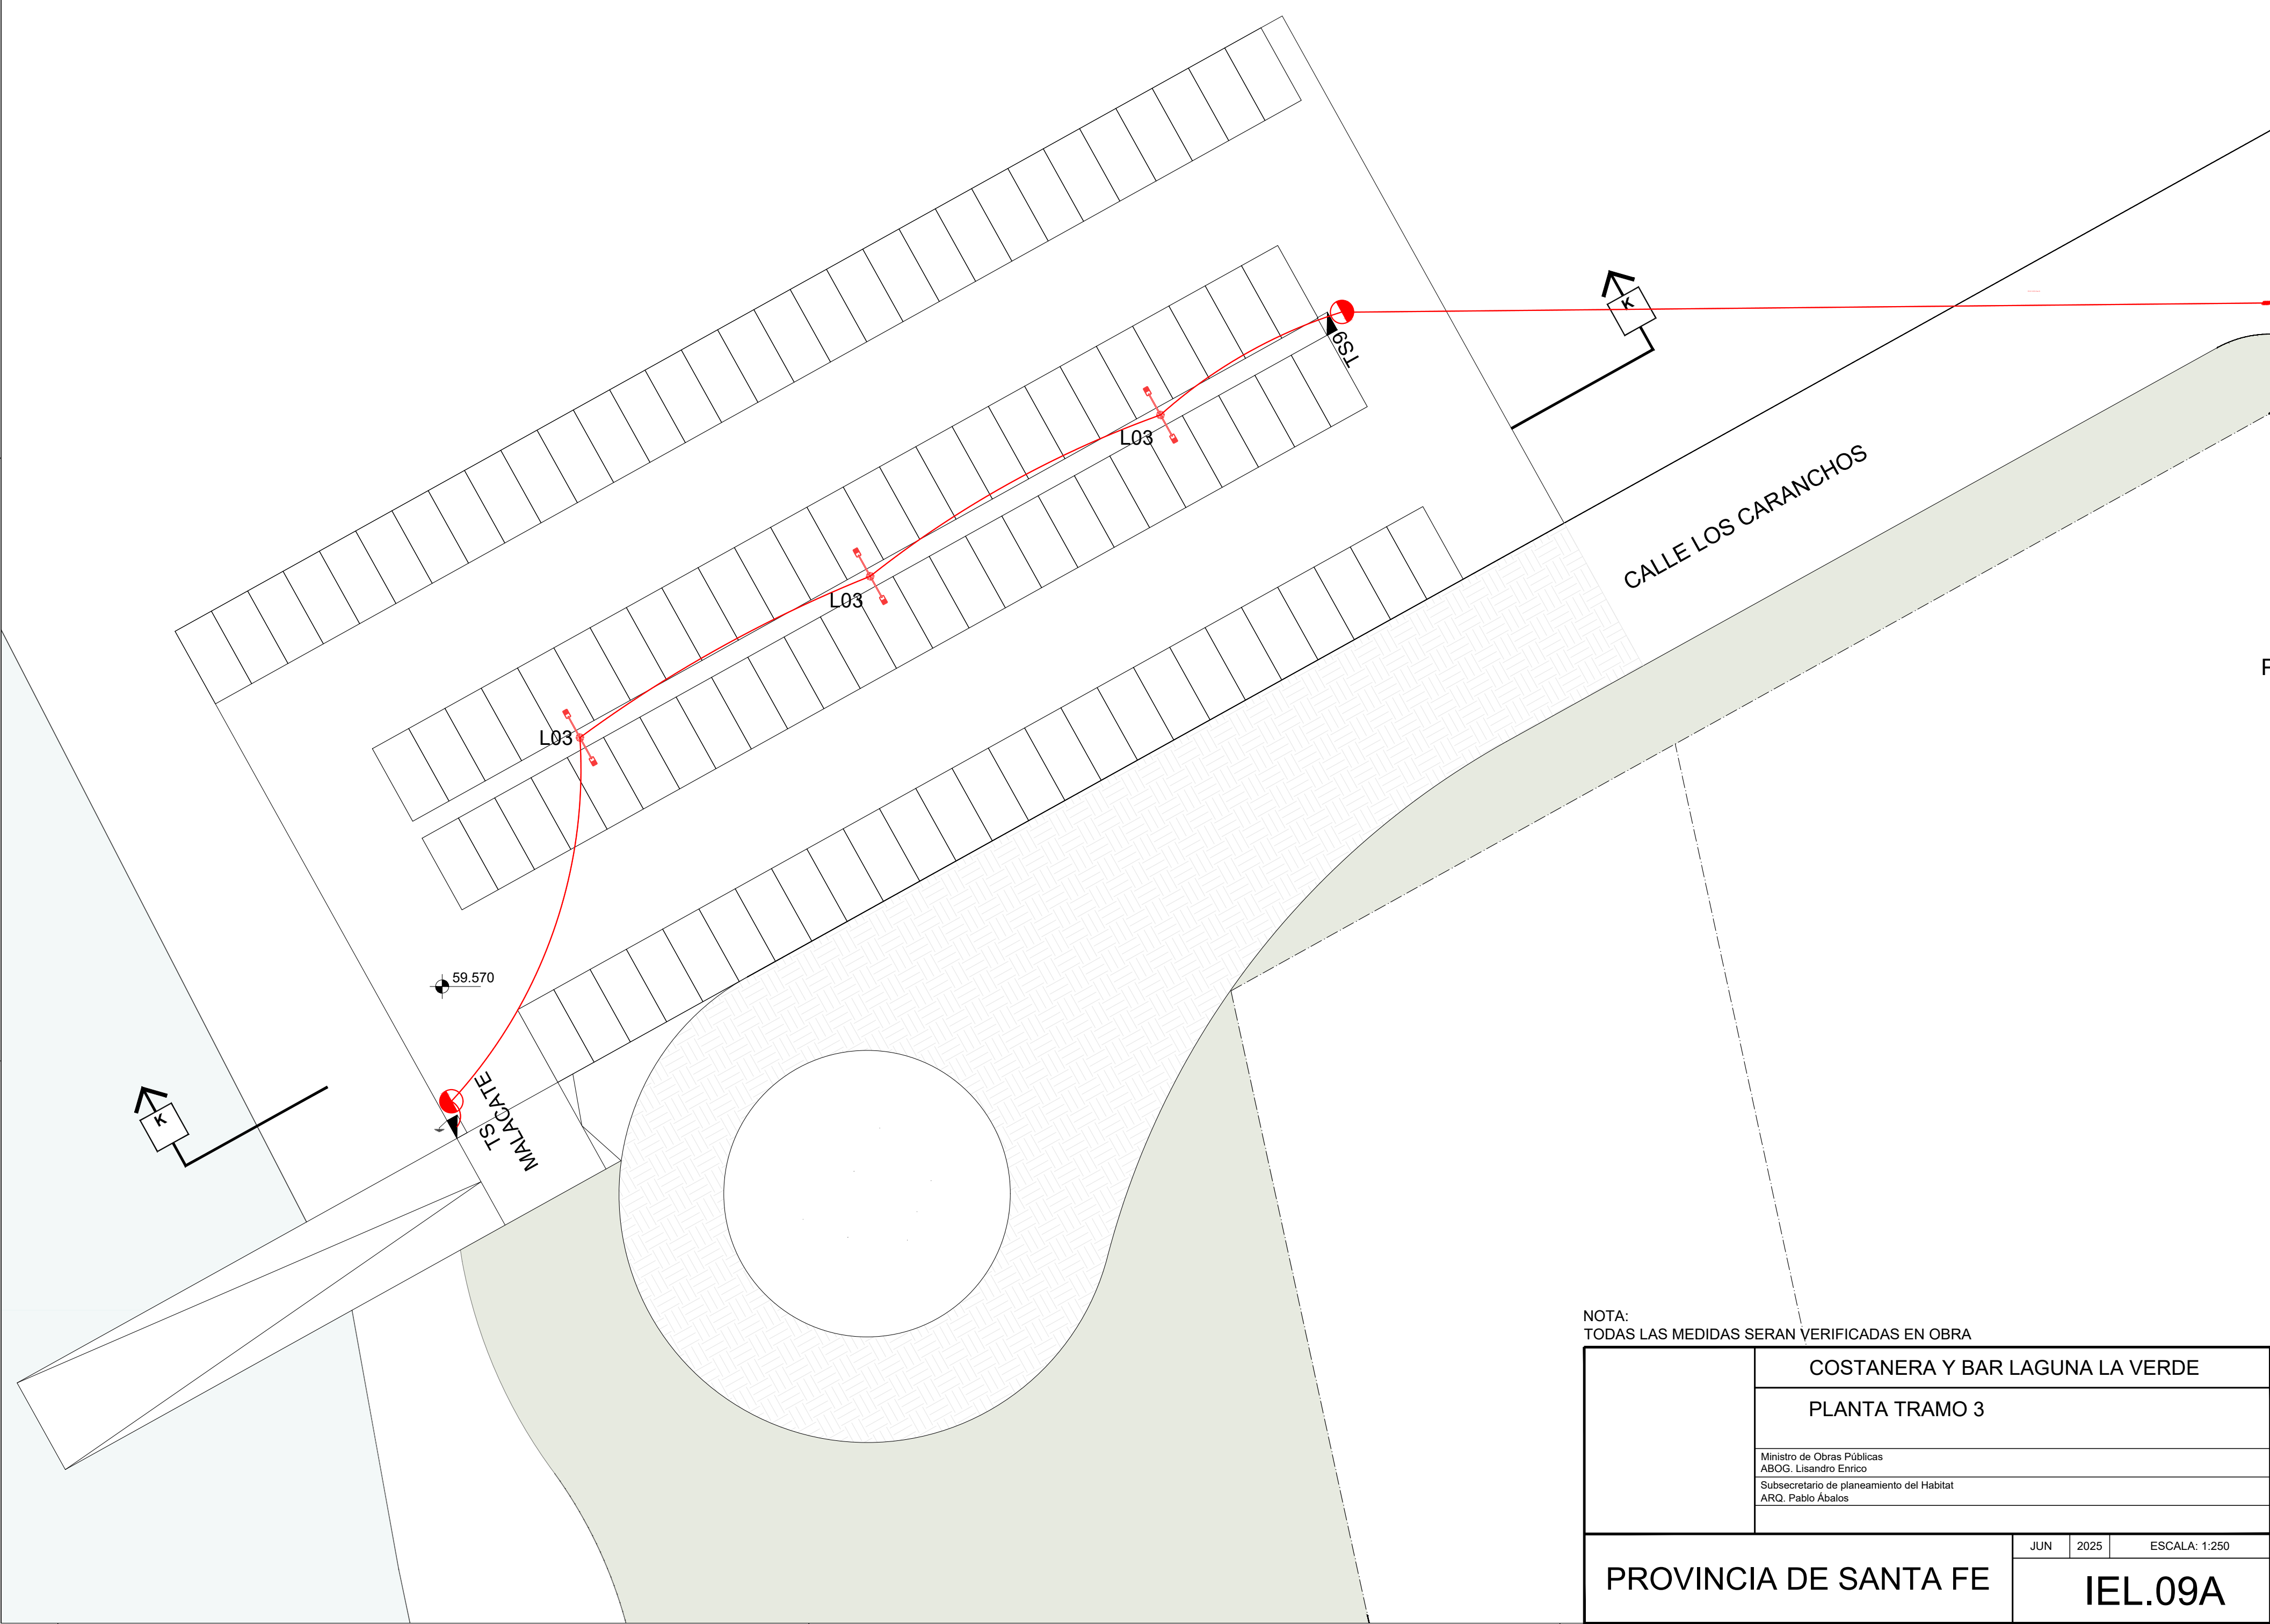 K
TS9
L03
CALLE LOS CARANCHOS
L03
P
L03
59.570
K
TS
MALACATE
NOTA:
TODAS LAS MEDIDAS SERAN VERIFICADAS EN OBRA
COSTANERA Y BAR LAGUNA LA VERDE
PLANTA TRAMO 3
Ministro de Obras Públicas
ABOG. Lisandro Enrico
Subsecretario de planeamiento del Habitat
ARQ. Pablo Ábalos
JUN 2025 ESCALA: 1:250
PROVINCIA DE SANTA FE
IEL.09A